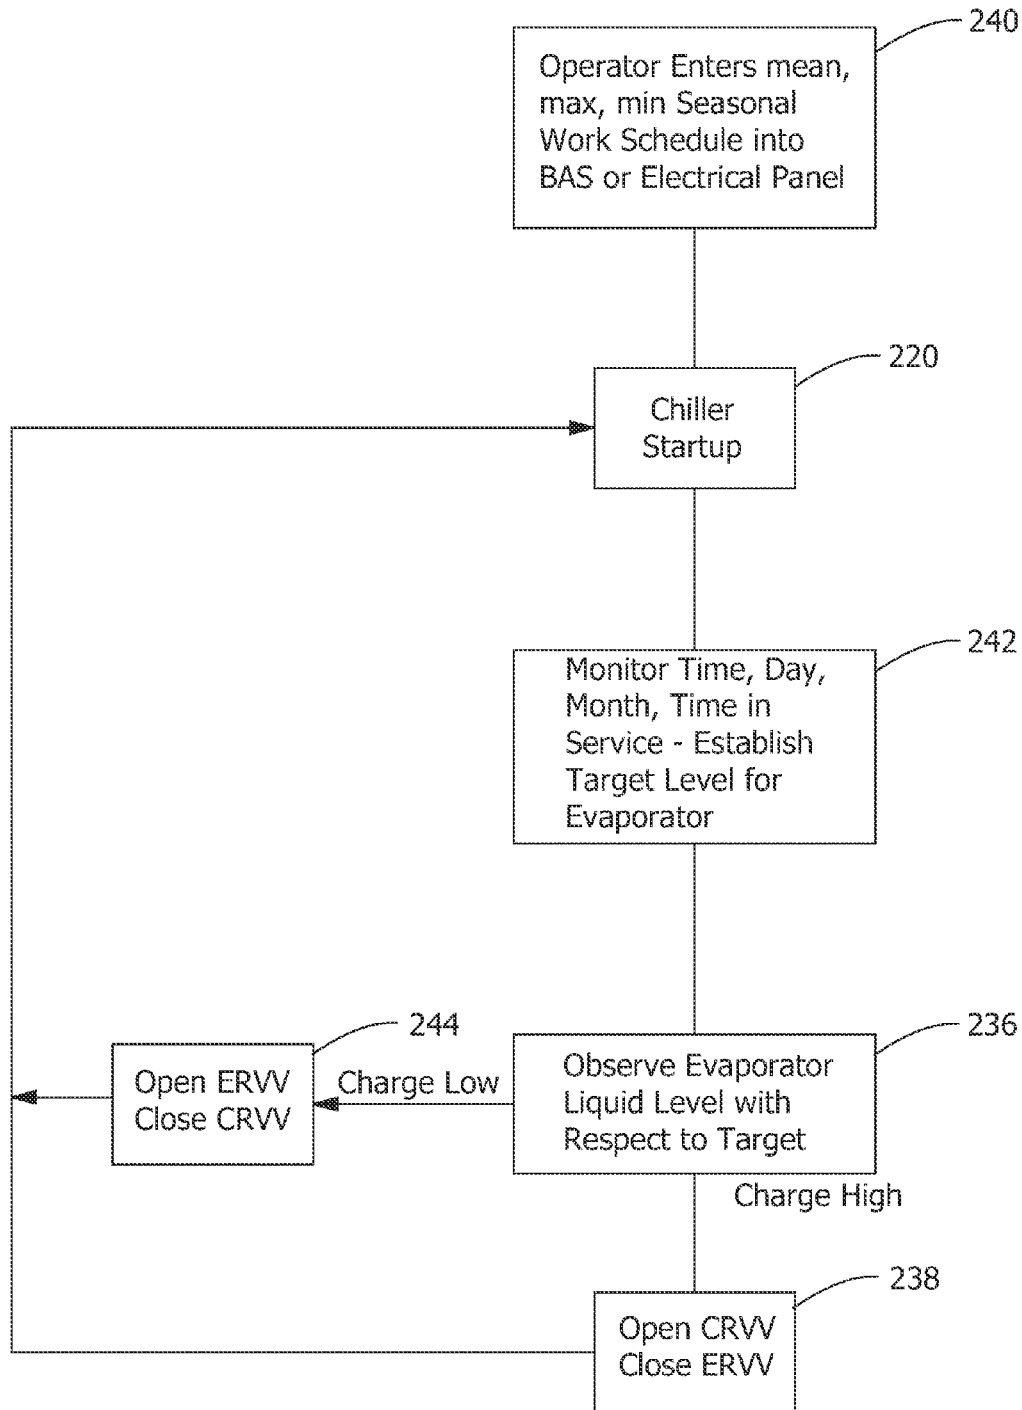 240
Operator Enters mean,
max, min Seasonal
Work Schedule into
BAS or Electrical Panel
220
Chiller
Startup
242
Monitor Time, Day,
Month, Time in
Service - Establish
Target Level for
Evaporator
236
Observe Evaporator
Liquid Level with
Respect to Target
244
Open ERVV
Close CRVV
Charge Low
Charge High
238
Open CRVV
Close ERVV